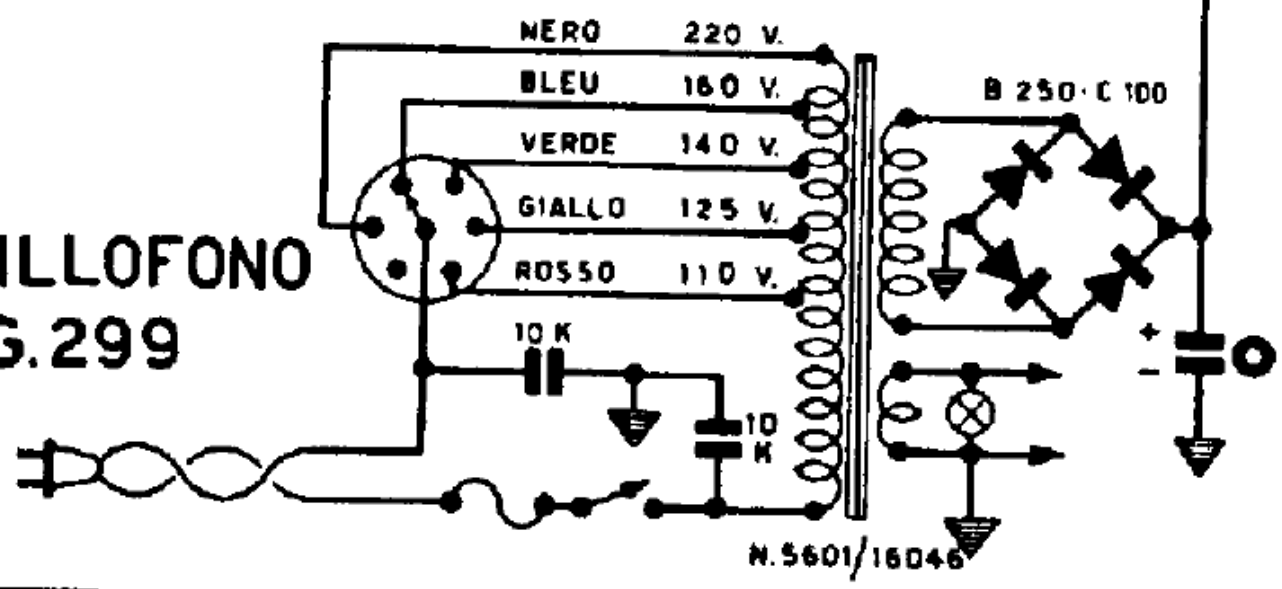 NERO 220 V.
BLEU 160 V.
VERDE 140 V.
GIALLO 125 V.
ROSSO 110 V.
B 250·C 100
ILLOFONO
G.299
10 K
10
K
+
-
N.5601/16046